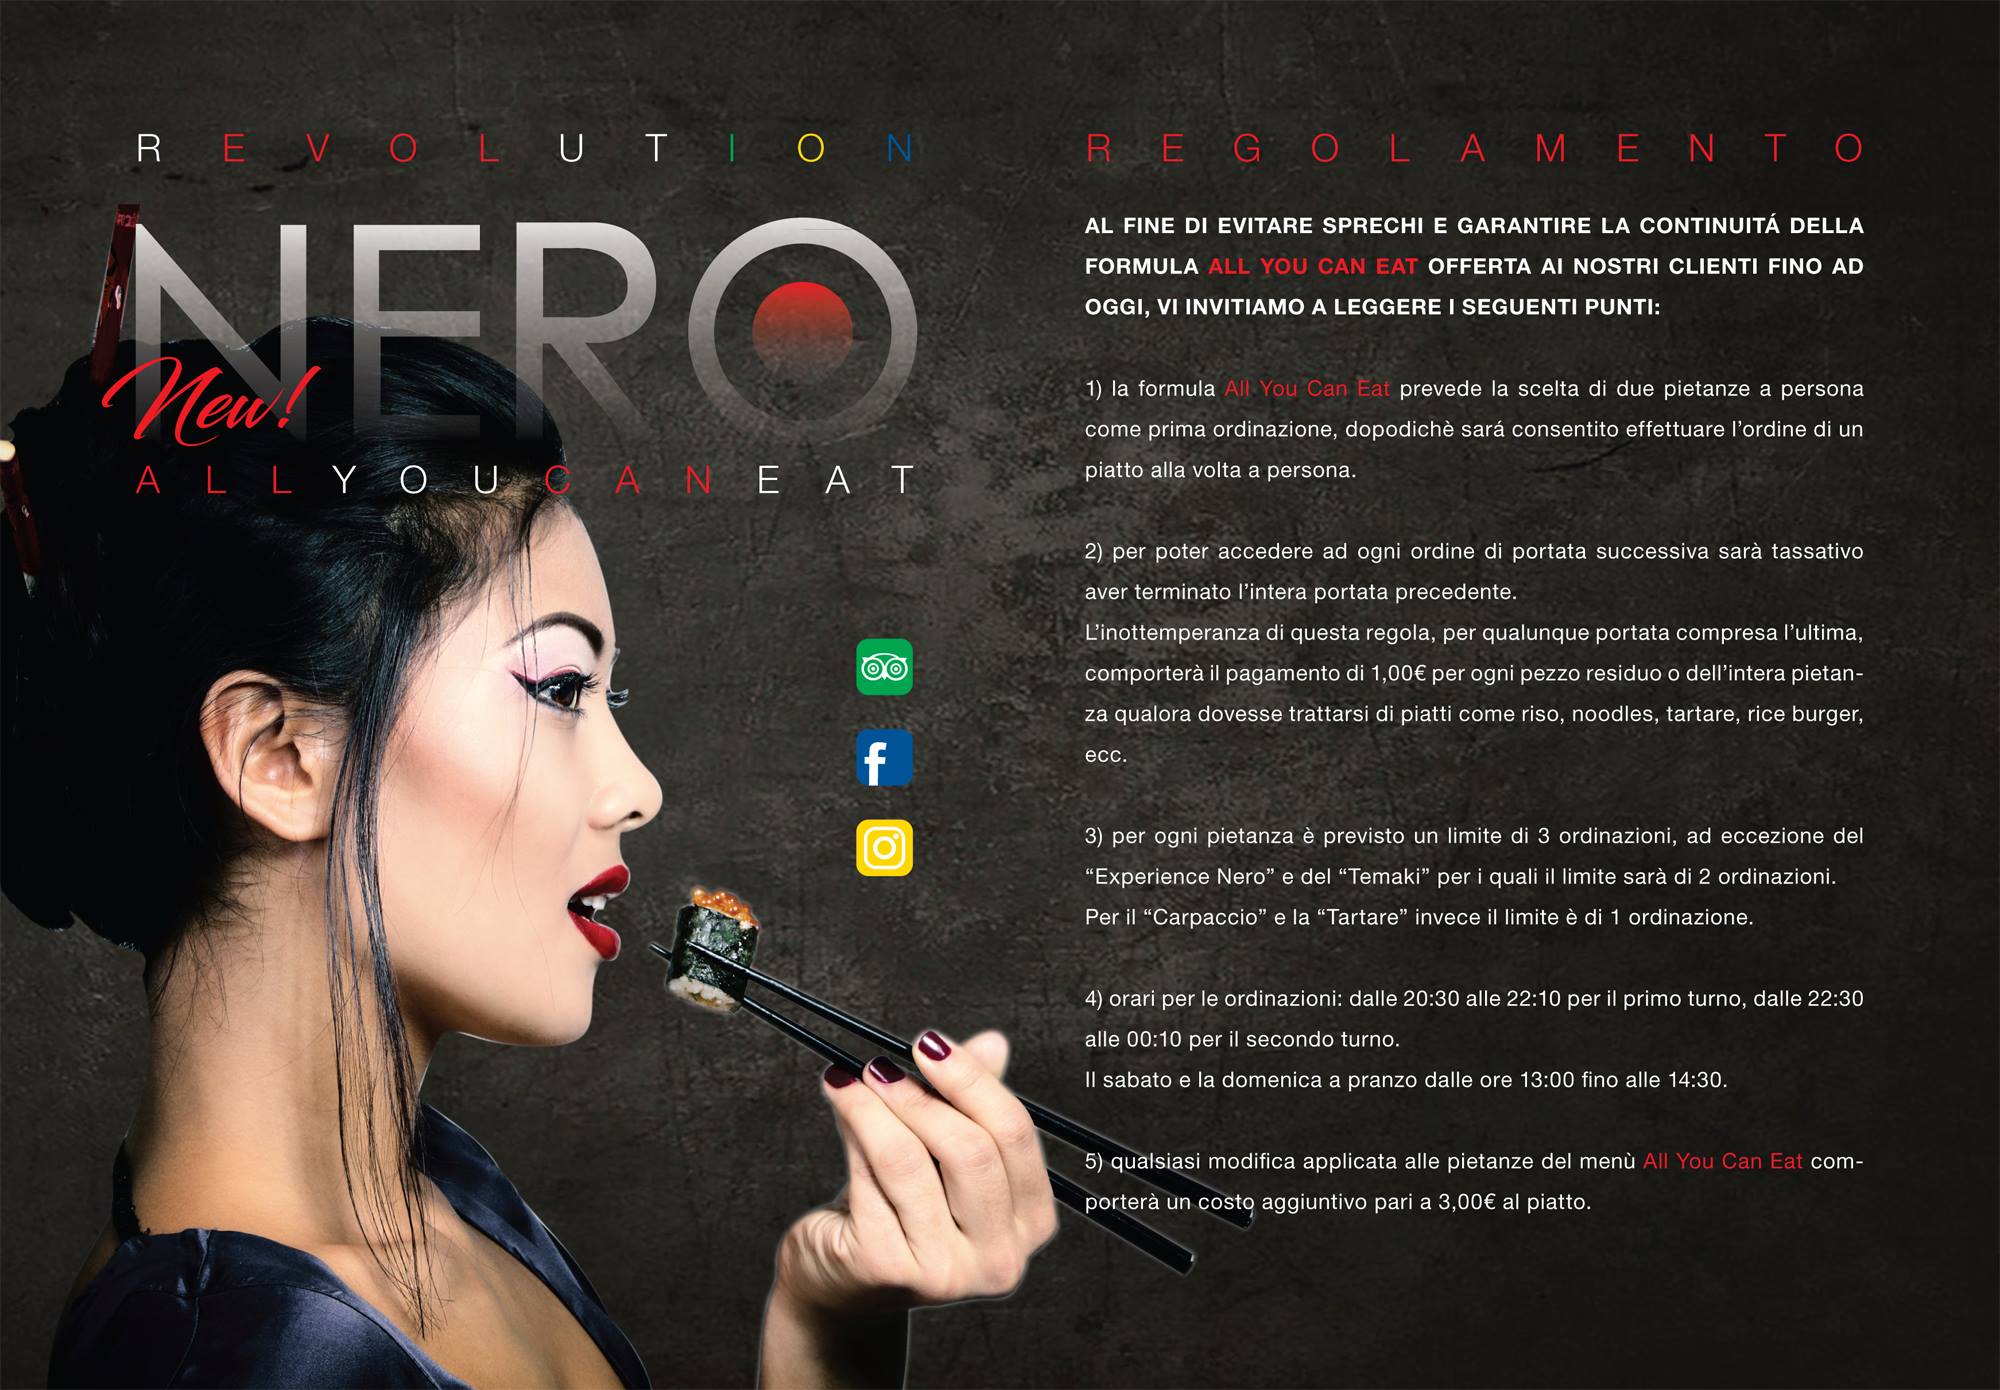 REVOLUTION
NERO
New!
ALLYOUCANEAT
REGOLAMENTO
AL FINE DI EVITARE SPRECHI E GARANTIRE LA CONTINUITÁ DELLA
FORMULA ALL YOU CAN EAT OFFERTA AI NOSTRI CLIENTI FINO AD
OGGI, VI INVITIAMO A LEGGERE I SEGUENTI PUNTI:
1) la formula All You Can Eat prevede la scelta di due pietanze a persona
come prima ordinazione, dopodichè sará consentito effettuare l’ordine di un
piatto alla volta a persona.
2) per poter accedere ad ogni ordine di portata successiva sarà tassativo
aver terminato l’intera portata precedente.
L’inottemperanza di questa regola, per qualunque portata compresa l’ultima,
comporterà il pagamento di 1,00€ per ogni pezzo residuo o dell’intera pietan-
za qualora dovesse trattarsi di piatti come riso, noodles, tartare, rice burger,
ecc.
3) per ogni pietanza è previsto un limite di 3 ordinazioni, ad eccezione del
“Experience Nero” e del “Temaki” per i quali il limite sarà di 2 ordinazioni.
Per il “Carpaccio” e la “Tartare” invece il limite è di 1 ordinazione.
4) orari per le ordinazioni: dalle 20:30 alle 22:10 per il primo turno, dalle 22:30
alle 00:10 per il secondo turno.
Il sabato e la domenica a pranzo dalle ore 13:00 fino alle 14:30.
5) qualsiasi modifica applicata alle pietanze del menù All You Can Eat com-
porterà un costo aggiuntivo pari a 3,00€ al piatto.